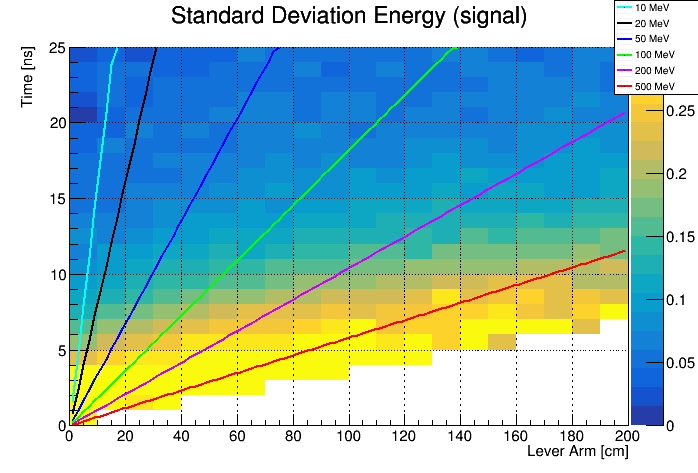 Standard Deviation Energy (signal)
10 MeV
20 MeV
50 MeV
100 MeV
200 MeV
500 MeV
Time [ns]
25
20
15
10
5
0
0 20 40 60 80 100 120 140 160 180 200
Lever Arm [cm]
0.25
0.2
0.15
0.1
0.05
0